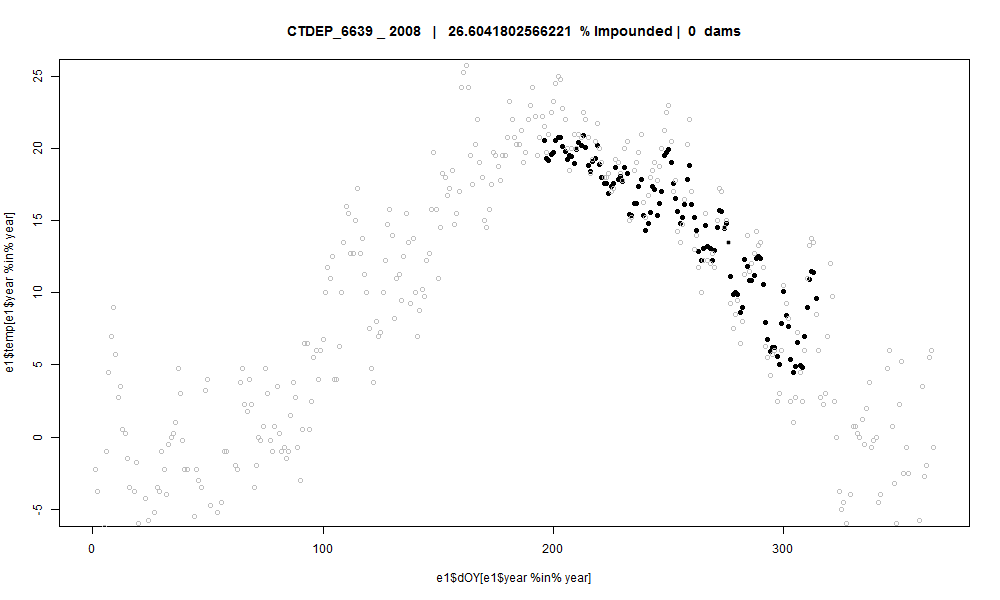 CTDEP_6639 _ 2008 | 26.6041802566221 % Impounded | 0 dams
e1$temp[e1$year %in% year]
25
20
15
10
5
0
-5
0 100 200 300
e1$dOY[e1$year %in% year]